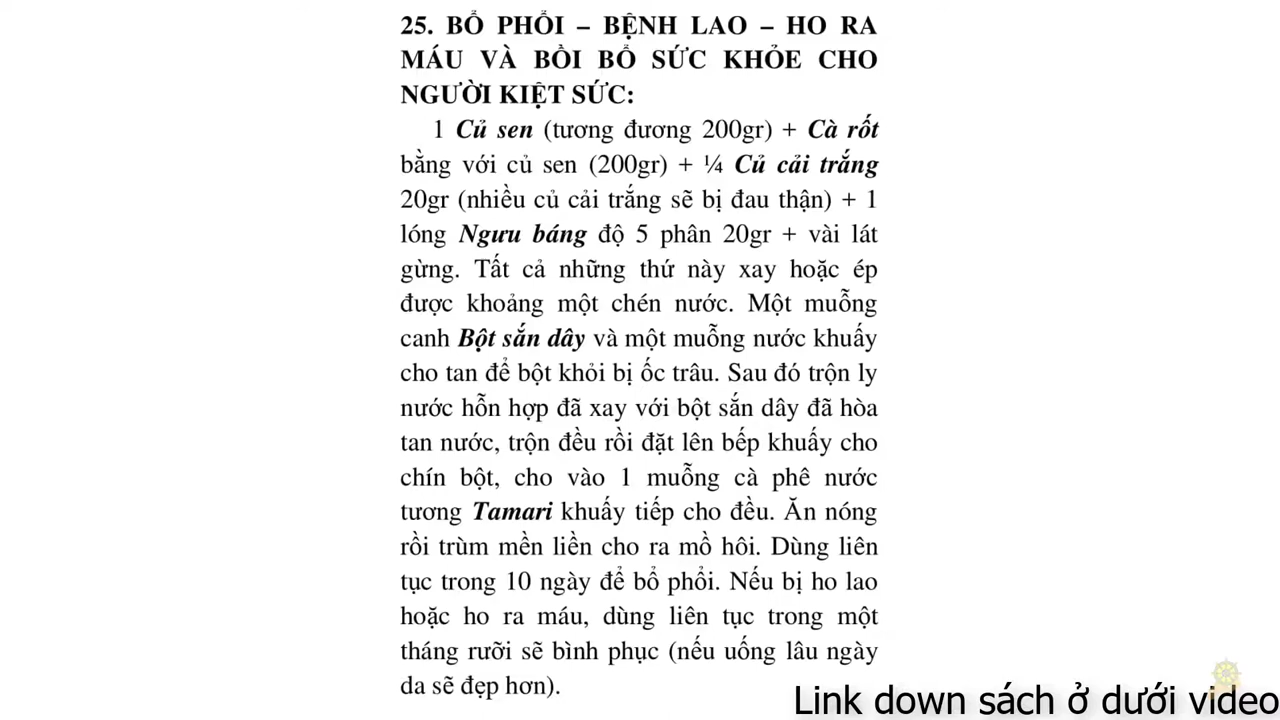 25. BỔ PHỔI – BỆNH LAO – HO RA
MÁU VÀ BỒI BỔ SỨC KHỎE CHO
NGƯỜI KIỆT SỨC:
1 Củ sen (tương đương 200gr) + Cà rốt
bằng với củ sen (200gr) + ¼ Củ cải trắng
20gr (nhiều củ cải trắng sẽ bị đau thận) + 1
lóng Ngưu báng độ 5 phân 20gr + vài lát
gừng. Tất cả những thứ này xay hoặc ép
được khoảng một chén nước. Một muỗng
canh Bột sắn dây và một muỗng nước khuấy
cho tan để bột khỏi bị ốc trâu. Sau đó trộn ly
nước hỗn hợp đã xay với bột sắn dây đã hòa
tan nước, trộn đều rồi đặt lên bếp khuấy cho
chín bột, cho vào 1 muỗng cà phê nước
tương Tamari khuấy tiếp cho đều. Ăn nóng
rồi trùm mền liền cho ra mồ hôi. Dùng liên
tục trong 10 ngày để bổ phổi. Nếu bị ho lao
hoặc ho ra máu, dùng liên tục trong một
tháng rưỡi sẽ bình phục (nếu uống lâu ngày
da sẽ đẹp hơn).
Link down sách ở dưới video